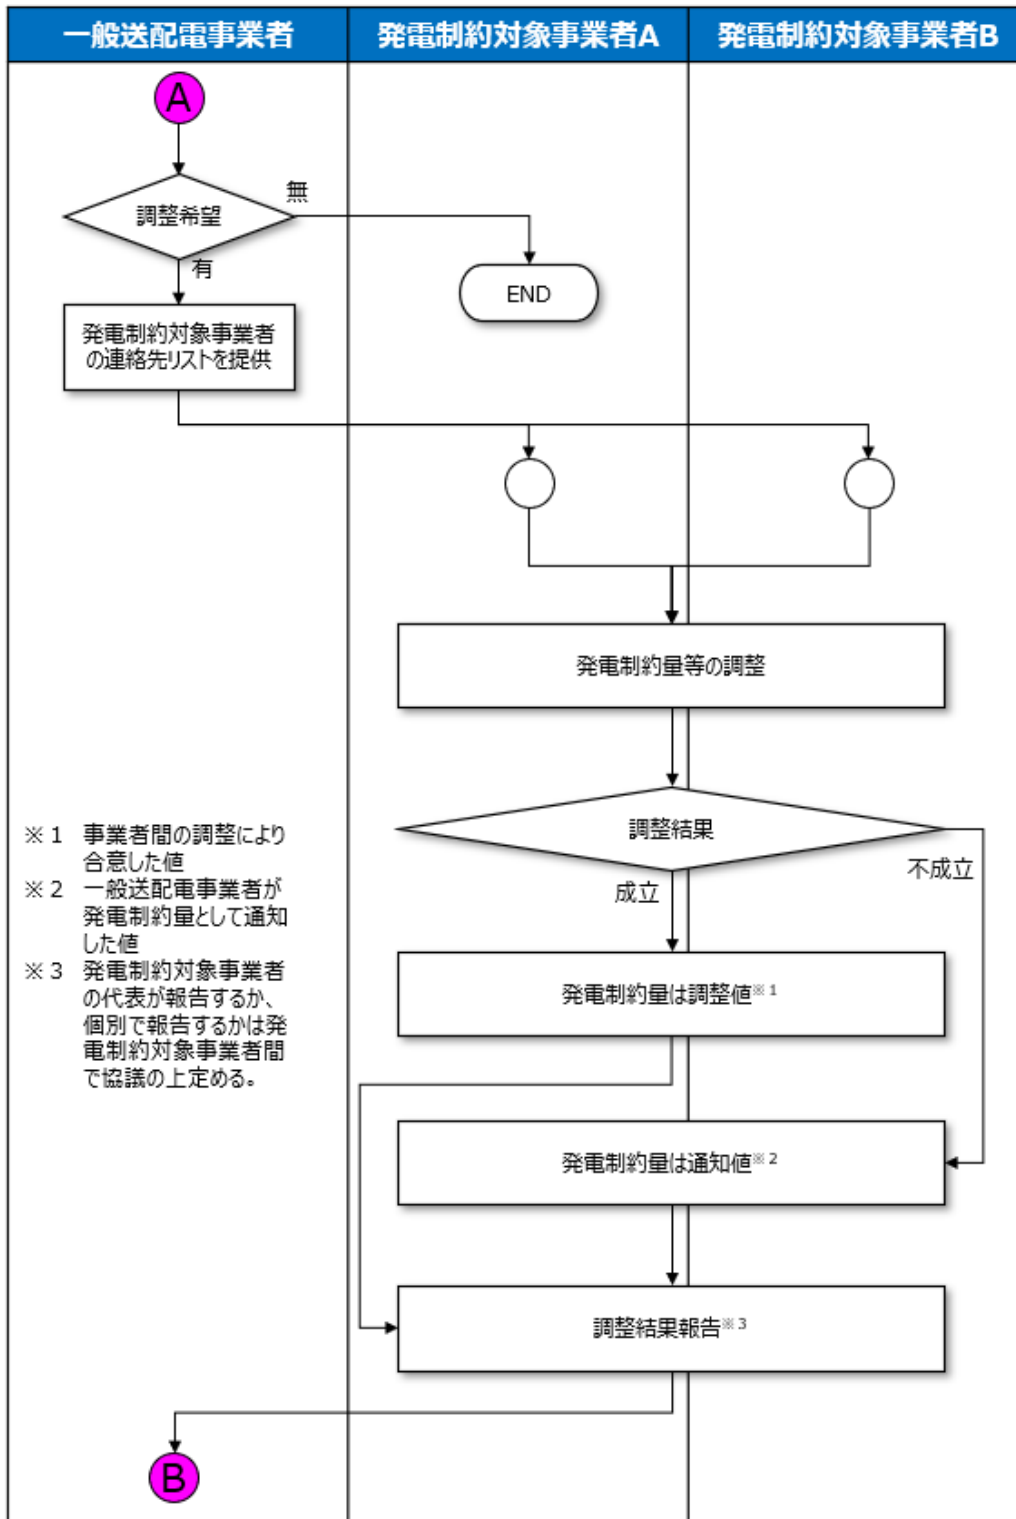 一般送配電事業者
発電制約対象事業者A
発電制約対象事業者B
A
調整希望
無
有
END
発電制約対象事業者
の連絡先リストを提供
発電制約量等の調整
調整結果
不成立
成立
※1 事業者間の調整により
合意した値
※2 一般送配電事業者が
発電制約量として通知
した値
※3 発電制約対象事業者
の代表が報告するか、
個別で報告するかは発
電制約対象事業者間
で協議の上定める。
発電制約量は調整値※1
発電制約量は通知値※2
調整結果報告※3
B